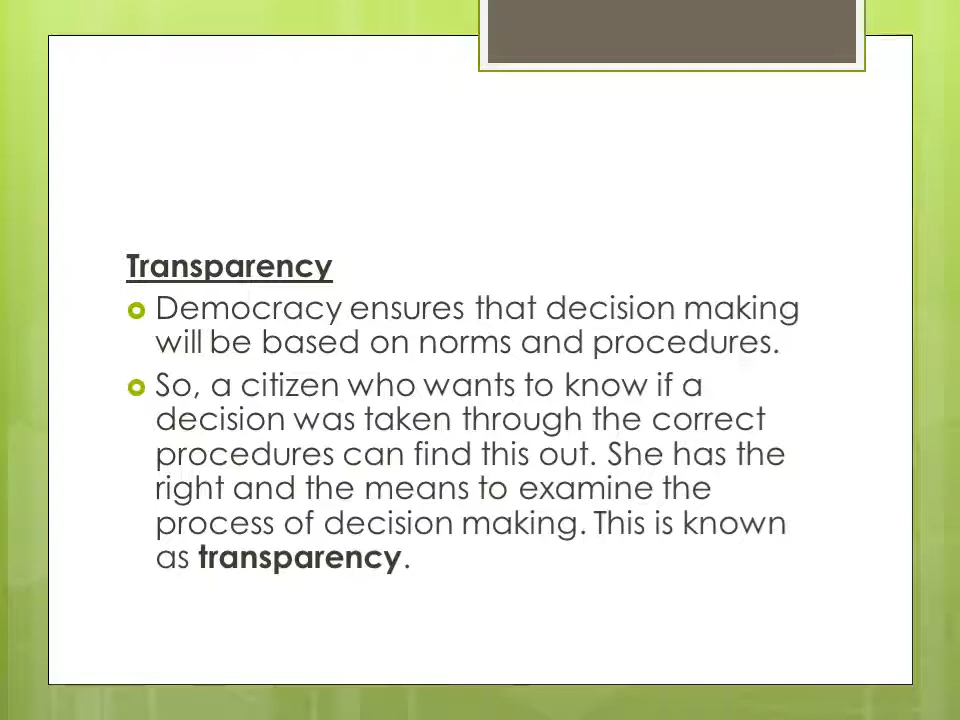 Transparency
Democracy ensures that decision making
will be based on norms and procedures.
So, a citizen who wants to know if a
decision was taken through the correct
procedures can find this out. She has the
right and the means to examine the
process of decision making. This is known
as transparency.